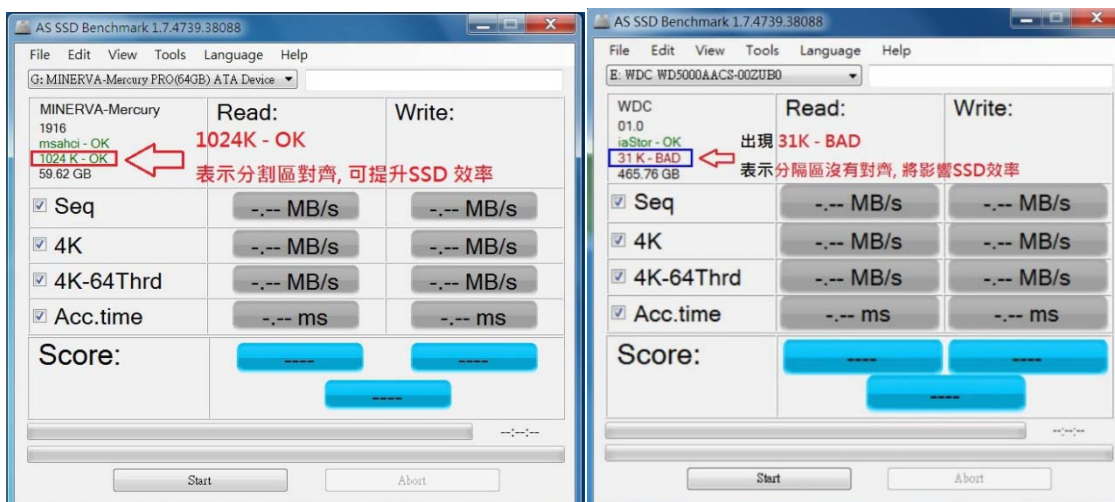 AS SSD Benchmark 1.7.4739.38088
File Edit View Tools Language Help
G: MINERVA-Mercury PRO(64GB) ATA Device
MINERVA-Mercury
1916
msahci - OK
1024 K - OK
59.62 GB
Read:
Write:
1024K - OK
表示分割區對齊, 可提升SSD 效率
Seq
-.-- MB/s
-.-- MB/s
4K
-.-- MB/s
-.-- MB/s
4K-64Thrd
-.-- MB/s
-.-- MB/s
Acc.time
-.-- ms
-.-- ms
Score:
----
----
----
--:--:--
Start
Abort
AS SSD Benchmark 1.7.4739.38088
File Edit View Tools Language Help
E: WDC WD5000AACS-00ZUB0
WDC
01.0
iaStor - OK
31 K - BAD
465.76 GB
Read:
Write:
出現 31K - BAD
表示分隔區沒有對齊, 將影響SSD效率
Seq
-.-- MB/s
-.-- MB/s
4K
-.-- MB/s
-.-- MB/s
4K-64Thrd
-.-- MB/s
-.-- MB/s
Acc.time
-.-- ms
-.-- ms
Score:
----
----
----
--:--:--
Start
Abort